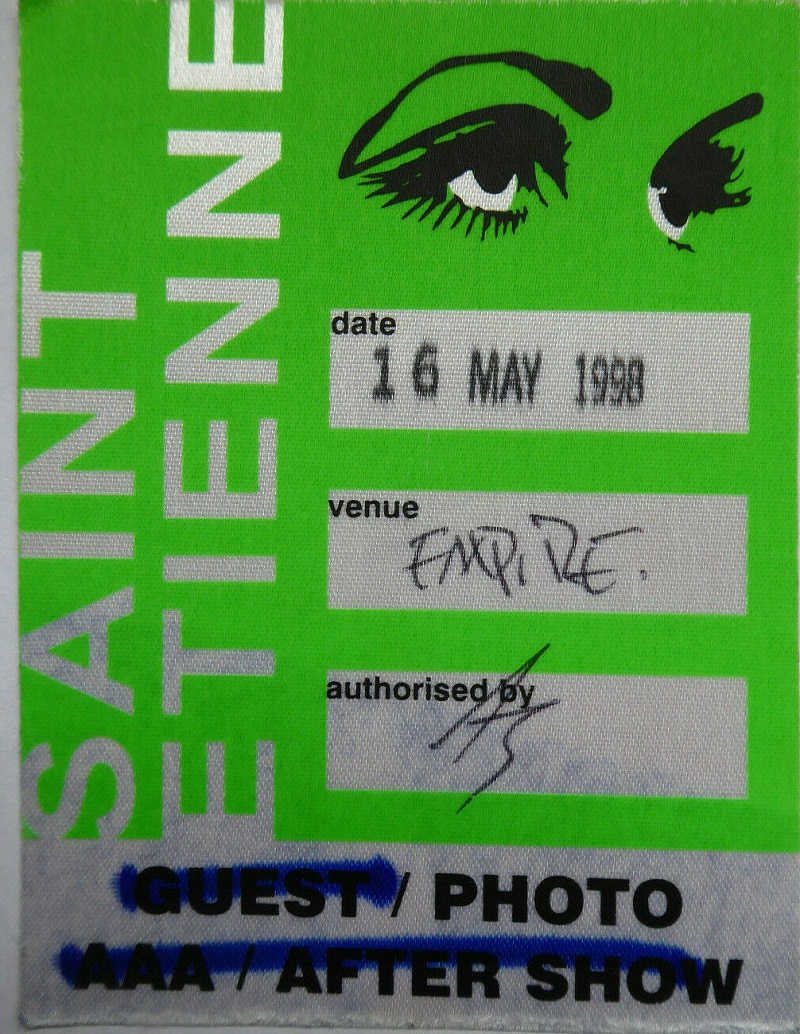 SAINT
ETIENNE
date
16 MAY 1998
venue
EMPIRE.
authorised by
GUEST / PHOTO
AAA / AFTER SHOW